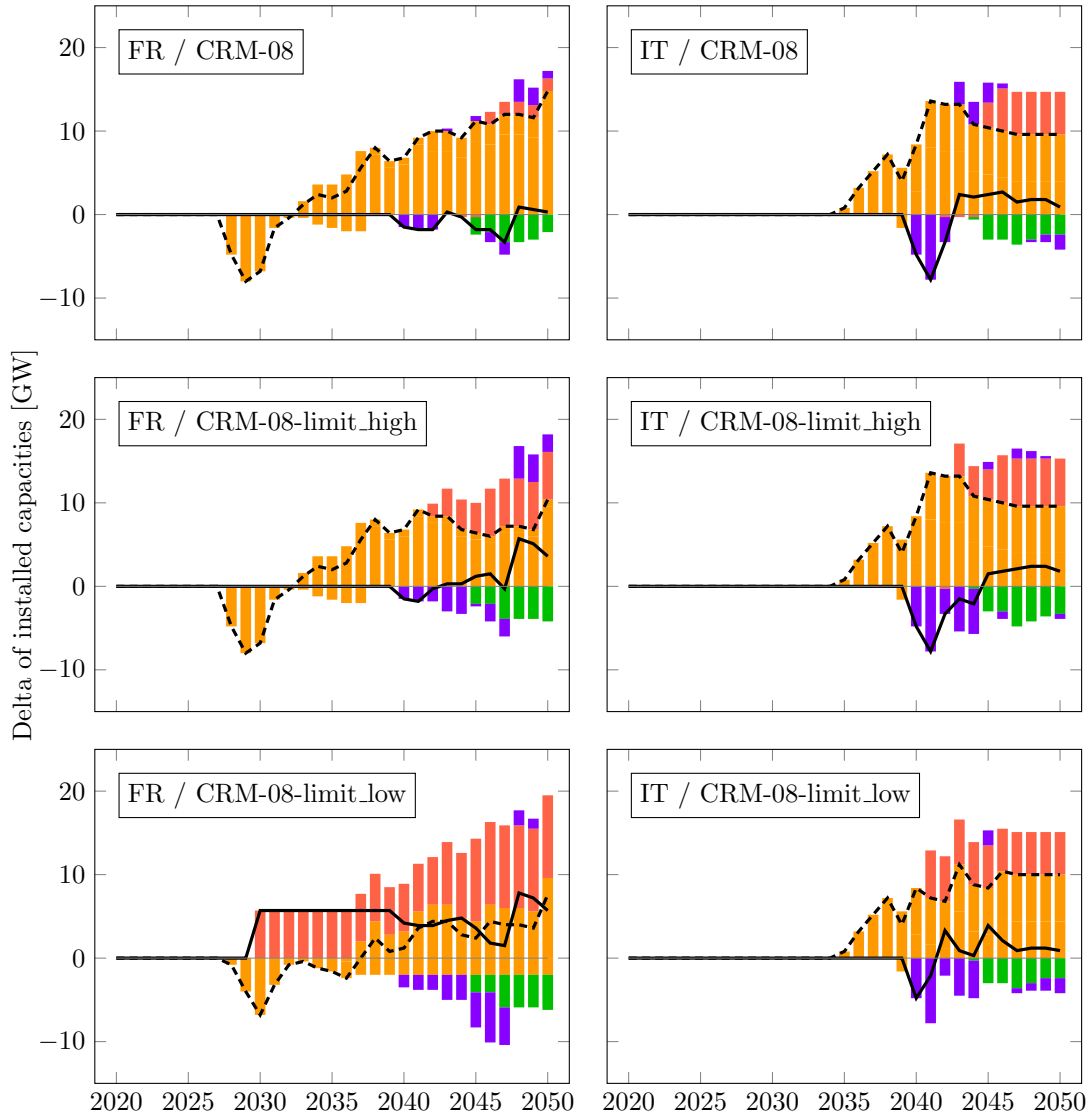 FR / CRM-08
IT / CRM-08
20
10
0
−10
FR / CRM-08-limit_high
IT / CRM-08-limit_high
20
10
0
−10
Delta of installed capacities [GW]
FR / CRM-08-limit_low
IT / CRM-08-limit_low
20
10
0
−10
2020 2025 2030 2035 2040 2045 2050 2020 2025 2030 2035 2040 2045 2050